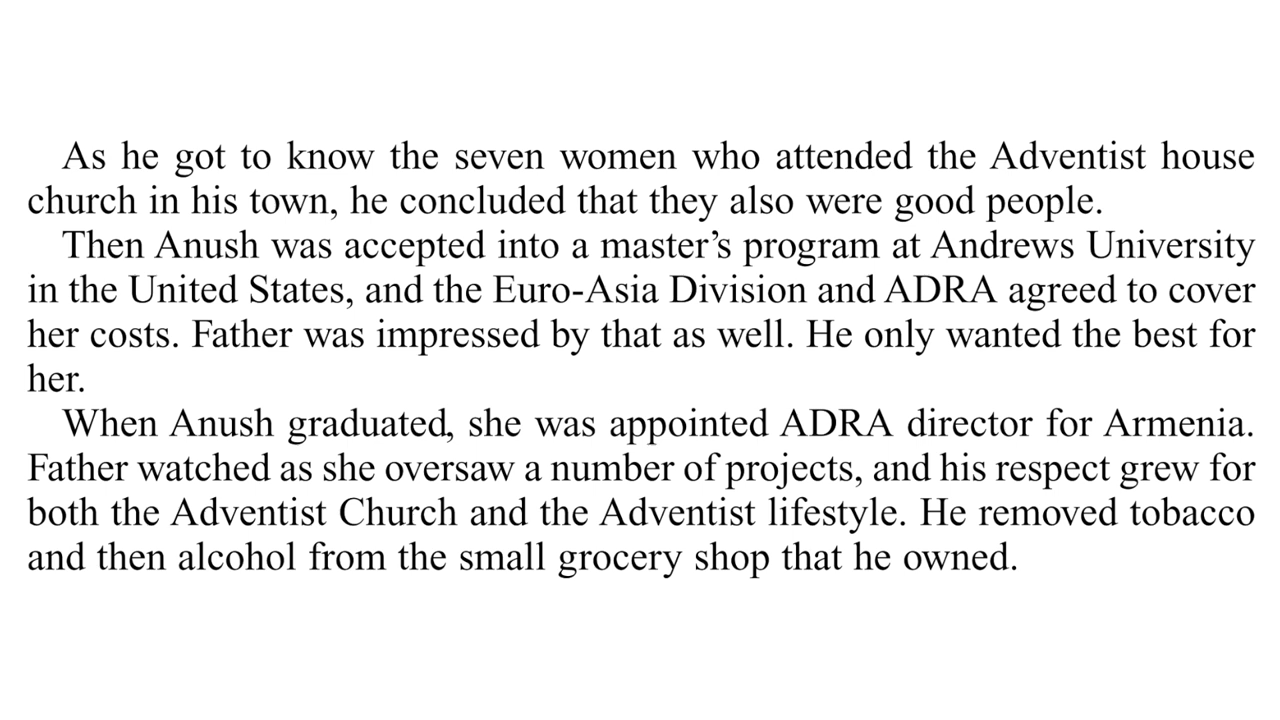 As he got to know the seven women who attended the Adventist house
church in his town, he concluded that they also were good people.
Then Anush was accepted into a master’s program at Andrews University
in the United States, and the Euro-Asia Division and ADRA agreed to cover
her costs. Father was impressed by that as well. He only wanted the best for
her.
When Anush graduated, she was appointed ADRA director for Armenia.
Father watched as she oversaw a number of projects, and his respect grew for
both the Adventist Church and the Adventist lifestyle. He removed tobacco
and then alcohol from the small grocery shop that he owned.